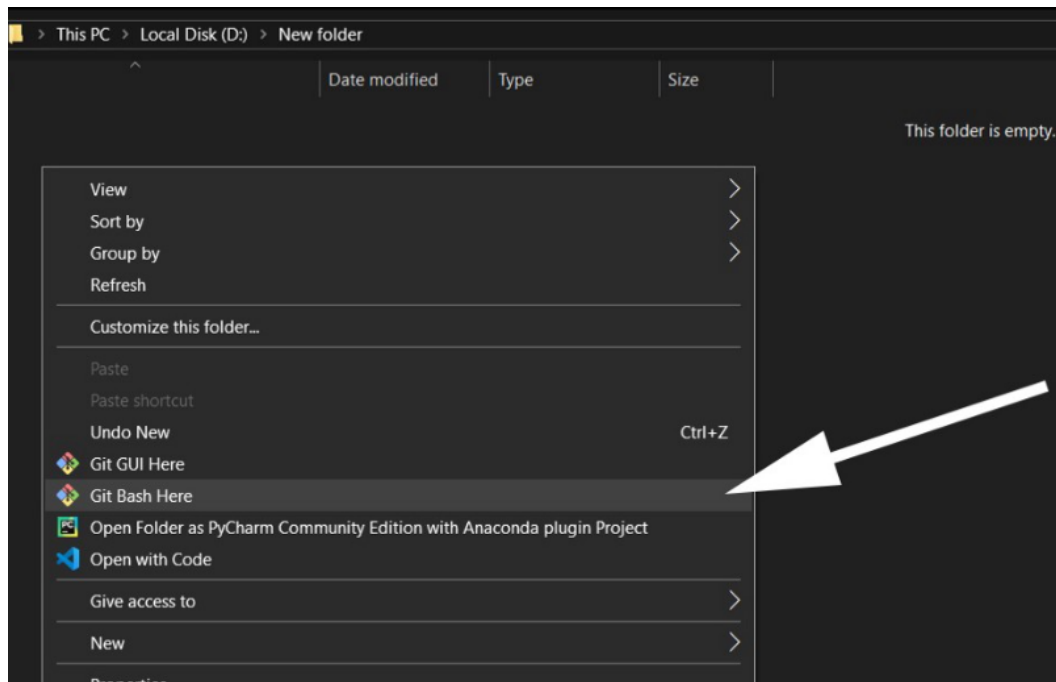 This PC > Local Disk (D:) > New folder
Date modified Type Size
This folder is empty.
View
Sort by
Group by
Refresh
Customize this folder...
Paste
Paste shortcut
Undo New Ctrl+Z
Git GUI Here
Git Bash Here
Open Folder as PyCharm Community Edition with Anaconda plugin Project
Open with Code
Give access to
New